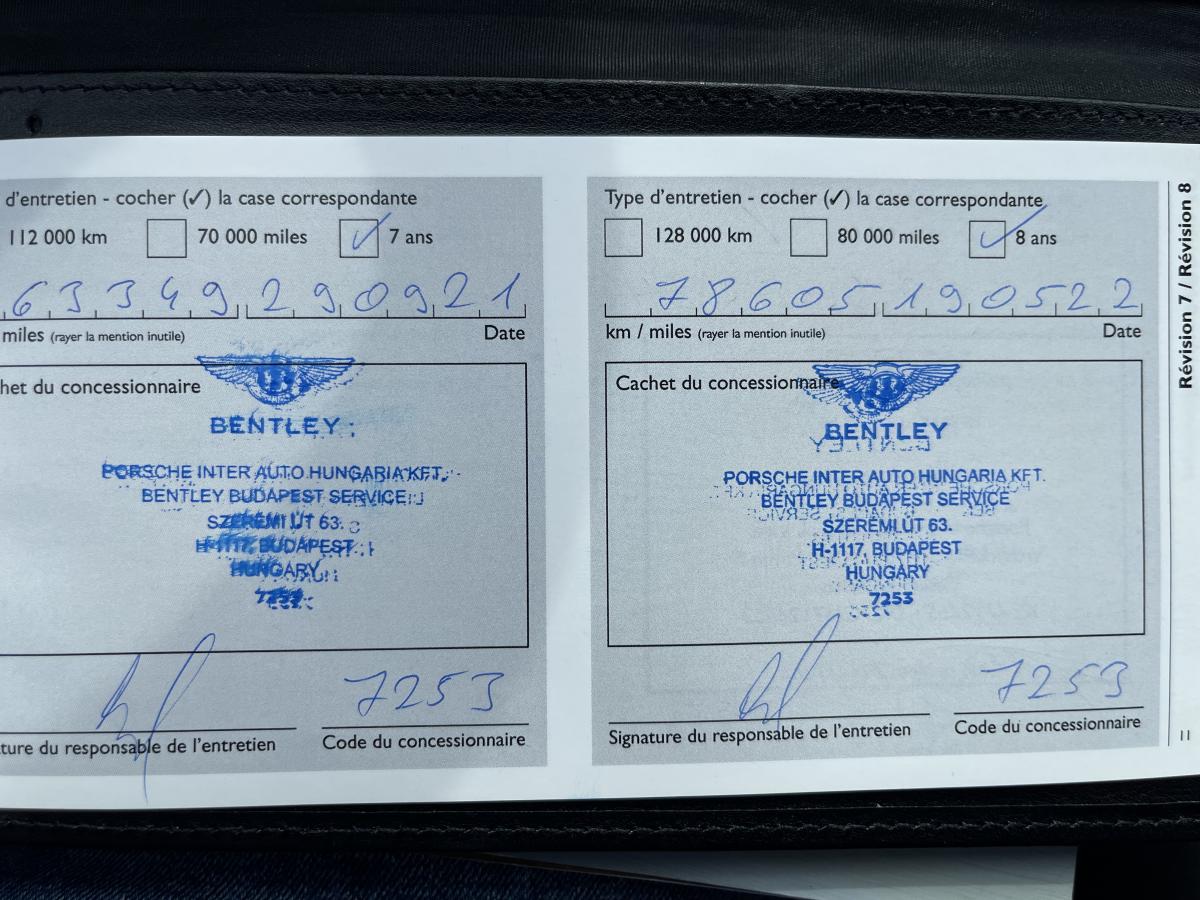 d'entretien - cocher (✓) la case correspondante
112 000 km 70 000 miles ✓ 7 ans
63349 290921
miles (rayer la mention inutile) Date
het du concessionnaire
BENTLEY
PORSCHE INTER AUTO HUNGARIA KFT.
BENTLEY BUDAPEST SERVICE
SZERÉMI ÚT 63.
H-1117, BUDAPEST
HUNGARY
7253
7253
ture du responsable de l'entretien Code du concessionnaire
Type d'entretien - cocher (✓) la case correspondante
128 000 km 80 000 miles ✓ 8 ans
78605 190522
km / miles (rayer la mention inutile) Date
Cachet du concessionnaire
BENTLEY
PORSCHE INTER AUTO HUNGARIA KFT.
BENTLEY BUDAPEST SERVICE
SZERÉMI ÚT 63.
H-1117, BUDAPEST
HUNGARY
7253
7253
Signature du responsable de l'entretien Code du concessionnaire
Révision 7 / Révision 8
11